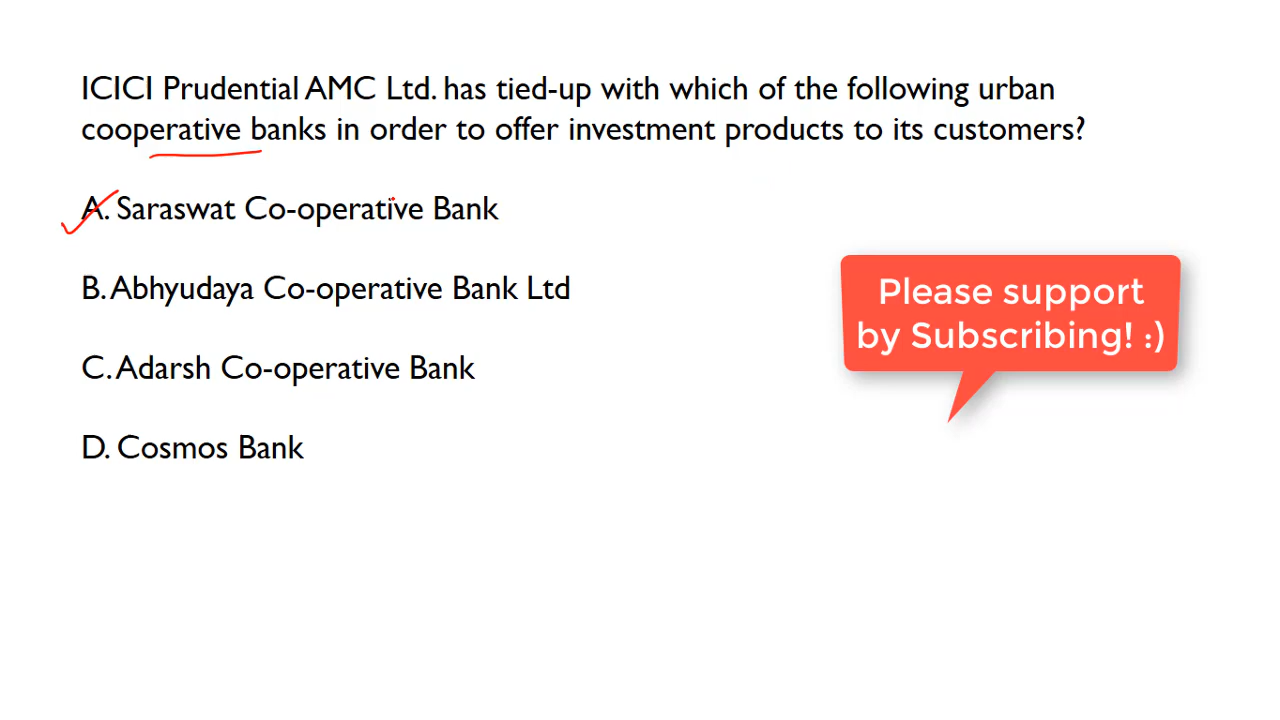 ICICI Prudential AMC Ltd. has tied-up with which of the following urban
cooperative banks in order to offer investment products to its customers?
A. Saraswat Co-operative Bank
B. Abhyudaya Co-operative Bank Ltd
C. Adarsh Co-operative Bank
D. Cosmos Bank
Please support
by Subscribing! :)